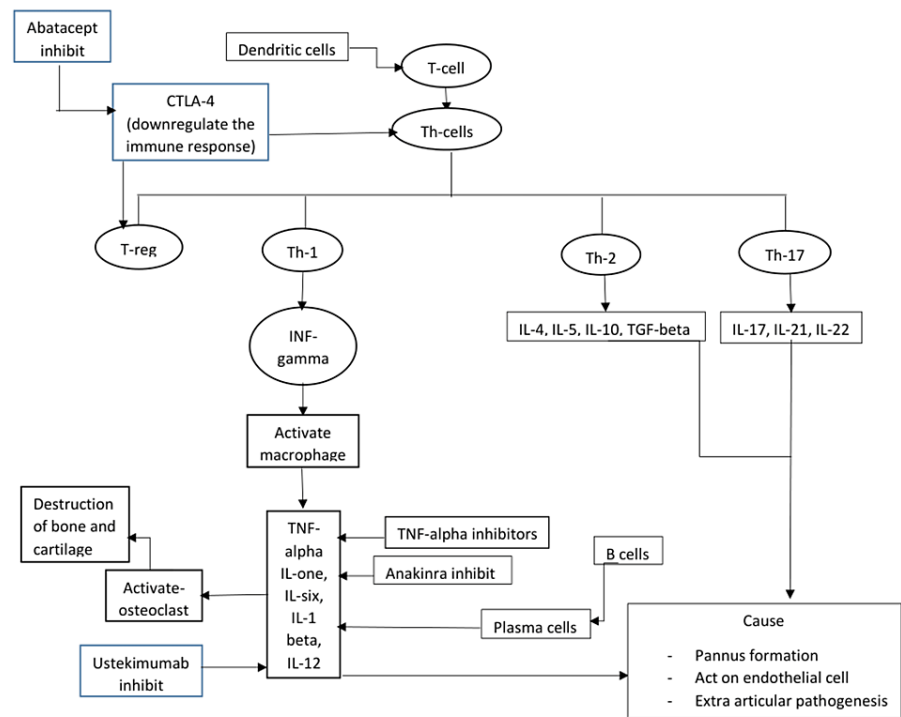 Abatacept
inhibit
Dendritic cells
T-cell
CTLA-4
(downregulate the
immune response)
Th-cells
T-reg
Th-1
Th-2
Th-17
IL-4, IL-5, IL-10, TGF-beta
IL-17, IL-21, IL-22
INF-
gamma
Activate
macrophage
Destruction
of bone and
cartilage
Activate-
osteoclast
TNF-
alpha
IL-one,
IL-six,
IL-1
beta,
IL-12
TNF-alpha inhibitors
Anakinra inhibit
B cells
Plasma cells
Ustekimumab
inhibit
Cause
- Pannus formation
- Act on endothelial cell
- Extra articular pathogenesis